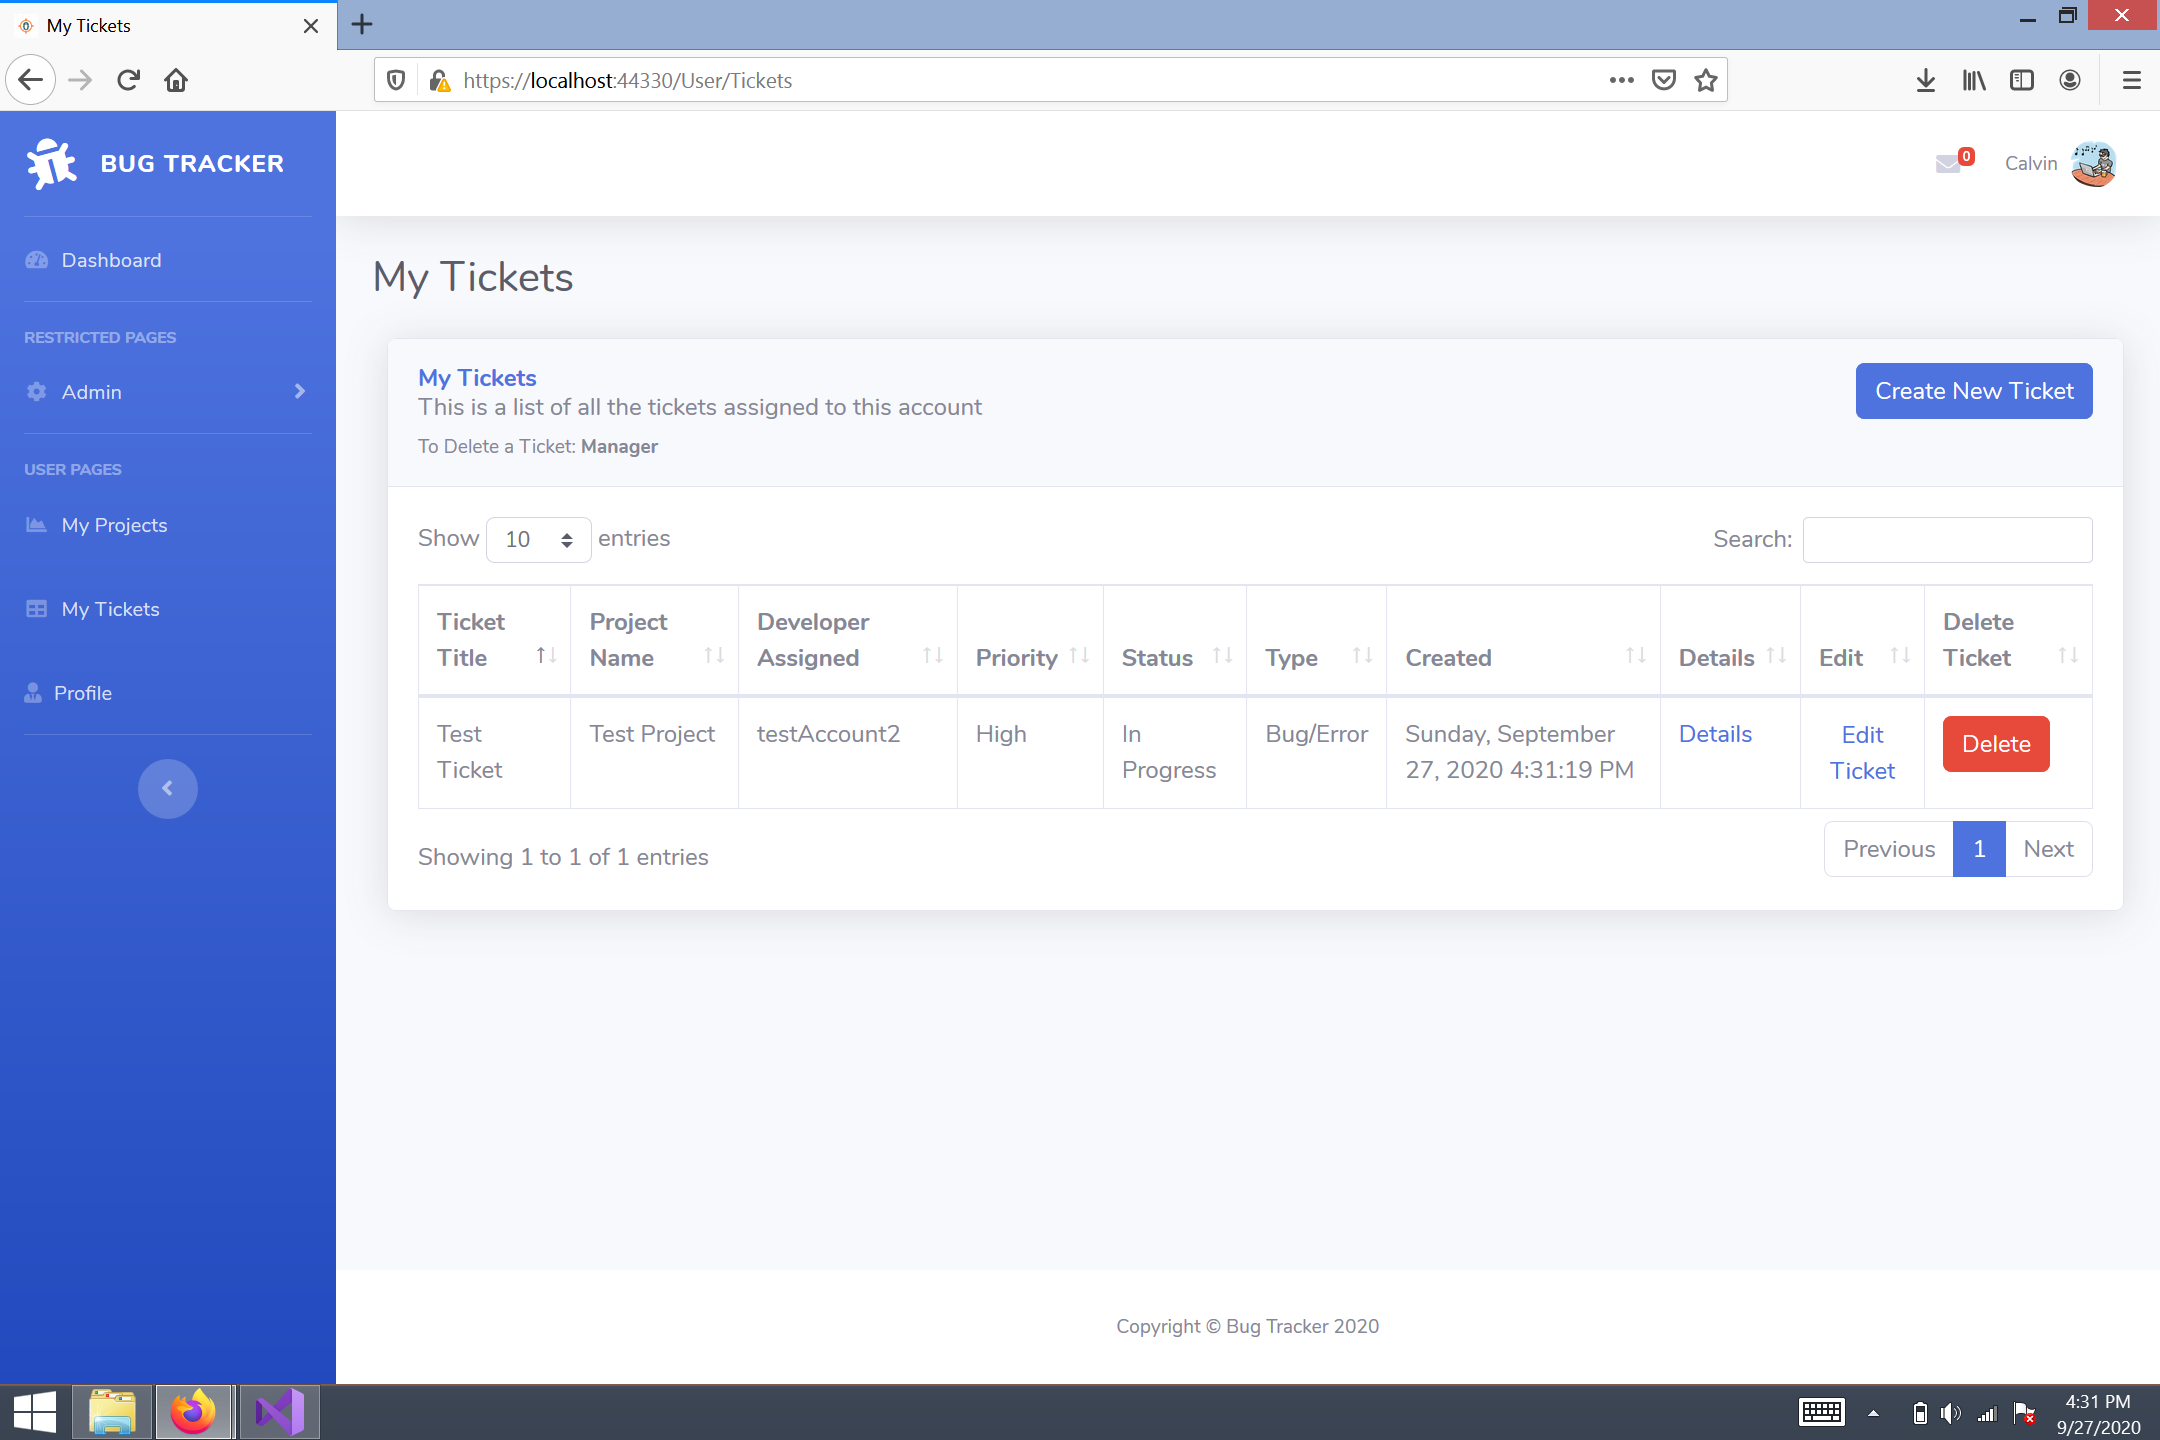 My Tickets
https://localhost:44330/User/Tickets
BUG TRACKER
0
Calvin
Dashboard
RESTRICTED PAGES
Admin
USER PAGES
My Projects
My Tickets
Profile
My Tickets
My Tickets
This is a list of all the tickets assigned to this account
To Delete a Ticket: Manager
Create New Ticket
Show 10 entries
Search:
Ticket Title
Project Name
Developer Assigned
Priority
Status
Type
Created
Details
Edit
Delete Ticket
Test Ticket
Test Project
testAccount2
High
In Progress
Bug/Error
Sunday, September 27, 2020 4:31:19 PM
Details
Edit Ticket
Delete
Showing 1 to 1 of 1 entries
Previous 1 Next
Copyright © Bug Tracker 2020
4:31 PM
9/27/2020